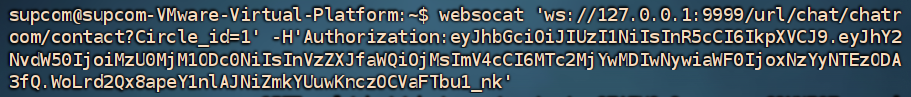 supcom@supcom-VMware-Virtual-Platform:~$ websocat 'ws://127.0.0.1:9999/url/chat/chatr
oom/contact?Circle_id=1' -H'Authorization:eyJhbGciOiJIUzI1NiIsInR5cCI6IkpXVCJ9.eyJhY2
NvdW50IjoiMzU0MjM1ODc0NiIsInVzZXJfaWQiOjMsImV4cCI6MTc2MjYwMDIwNywiaWF0IjoxNzYyNTEzODA
3fQ.WoLrd2Qx8apeY1nlAJNiZmkYUuwKnczOCVaFTbu1_nk'